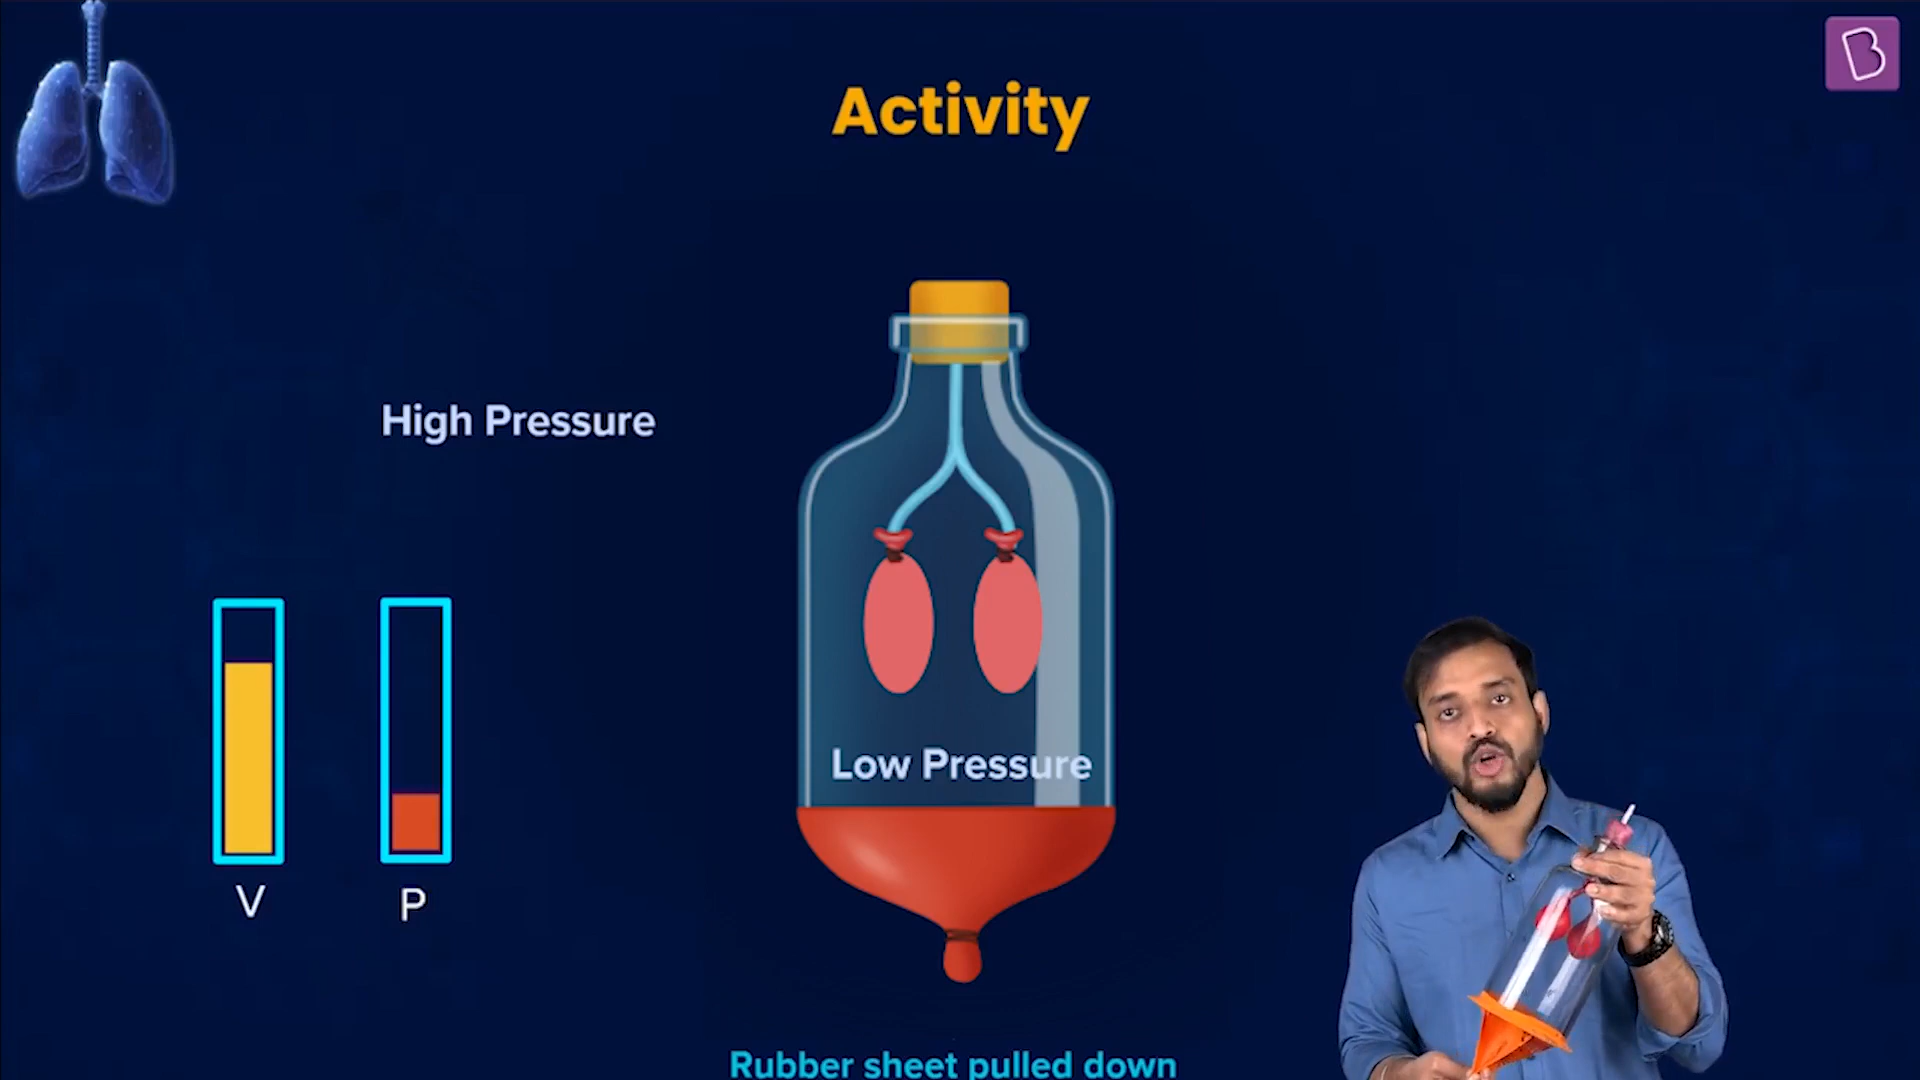 B
Activity
High Pressure
Low Pressure
V
P
Rubber sheet pulled down